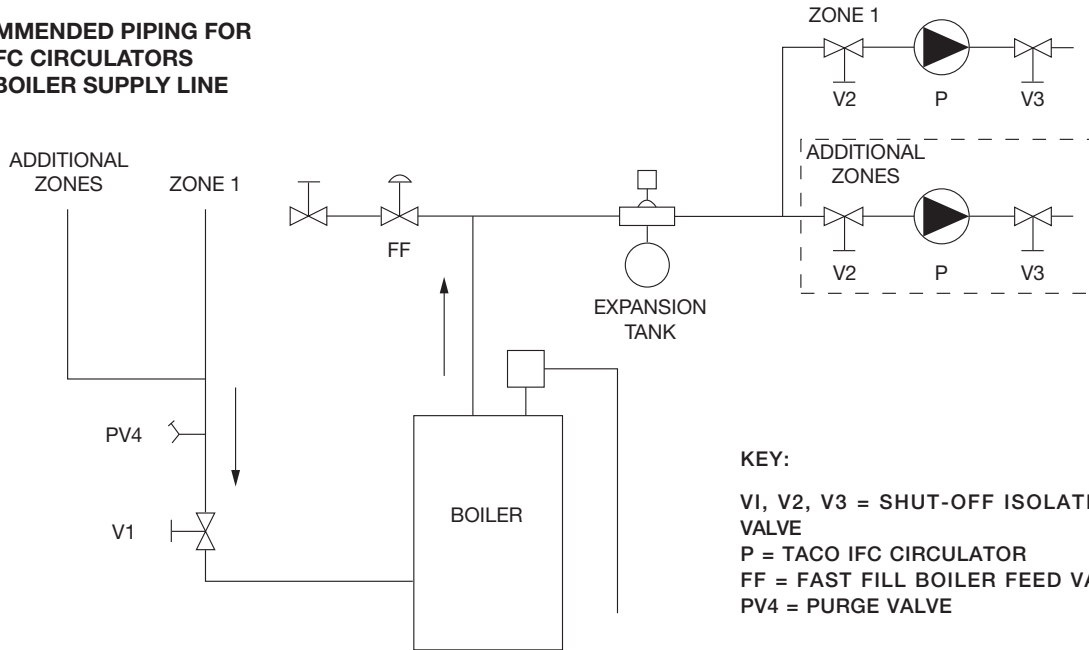 MMENDED PIPING FOR
FC CIRCULATORS
BOILER SUPPLY LINE
ZONE 1
V2
P
V3
ADDITIONAL
ZONES
ZONE 1
FF
EXPANSION
TANK
ADDITIONAL
ZONES
V2
P
V3
PV4
V1
BOILER
KEY:
VI, V2, V3 = SHUT-OFF ISOLATI
VALVE
P = TACO IFC CIRCULATOR
FF = FAST FILL BOILER FEED VA
PV4 = PURGE VALVE